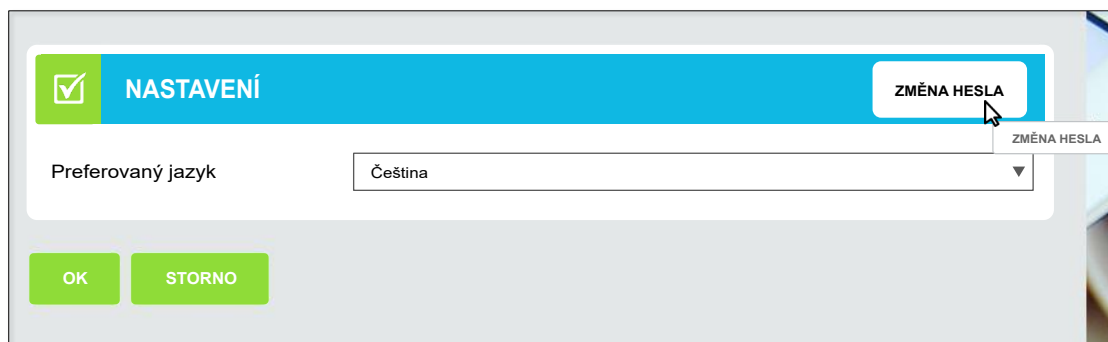 NASTAVENÍ
ZMĚNA HESLA
ZMĚNA HESLA
Preferovaný jazyk
Čeština
OK
STORNO